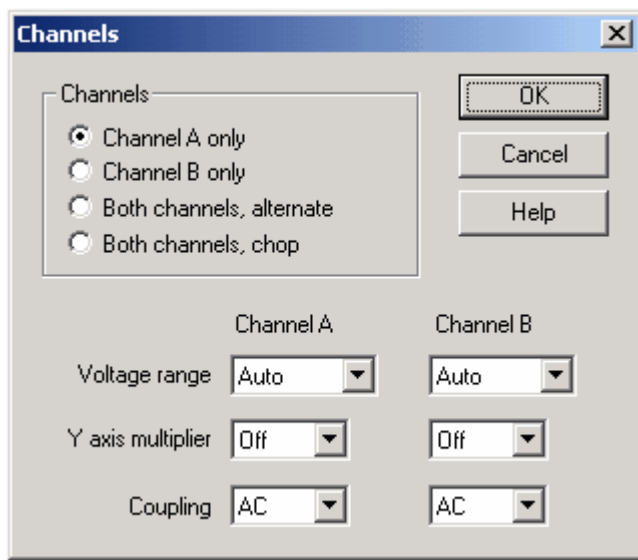 Channels
Channels
Channel A only
Channel B only
Both channels, alternate
Both channels, chop
OK
Cancel
Help
Channel A Channel B
Voltage range Auto Auto
Y axis multiplier Off Off
Coupling AC AC